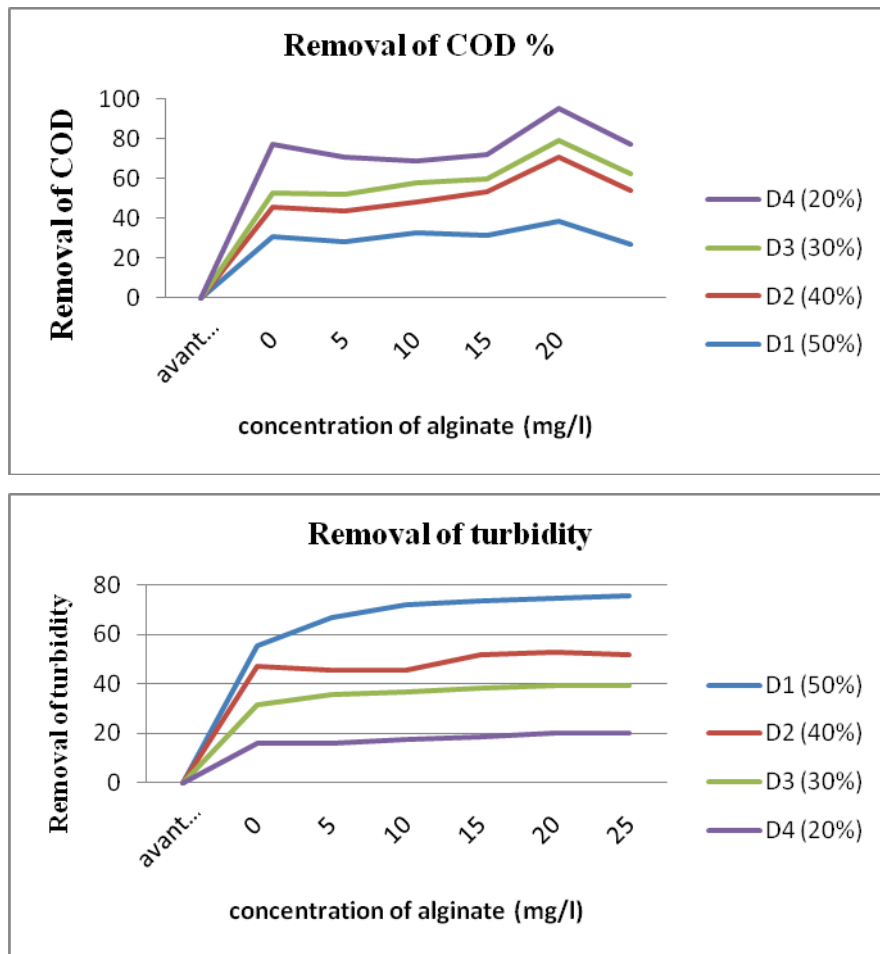 Removal of COD %
Removal of COD
100
80
60
40
20
0
avant...
0
5
10
15
20
concentration of alginate (mg/l)
D4 (20%)
D3 (30%)
D2 (40%)
D1 (50%)
Removal of turbidity
Removal of turbidity
80
60
40
20
0
avant...
0
5
10
15
20
25
concentration of alginate (mg/l)
D1 (50%)
D2 (40%)
D3 (30%)
D4 (20%)